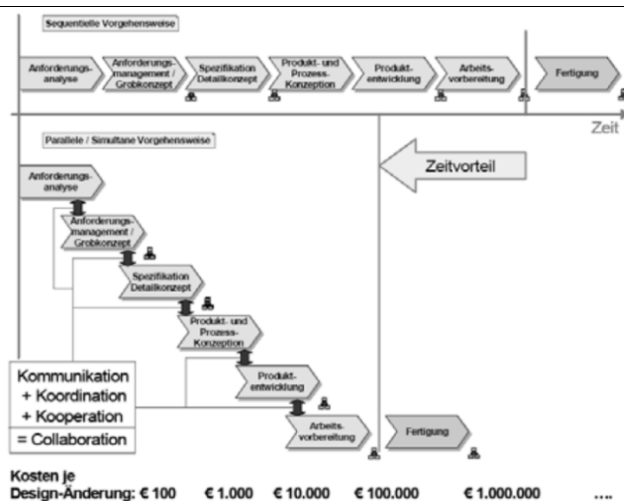 Sequentielle Vorgehensweise
Anforderungs-
analyse
Anforderungs-
management /
Grobkonzept
Spezifikation
Detailkonzept
Produkt- und
Prozess-
Konzeption
Produkt-
entwicklung
Arbeits-
vorbereitung
Fertigung
Zeit
Parallele / Simultane Vorgehensweise
Zeitvorteil
Anforderungs-
analyse
Anforderungs-
management /
Grobkonzept
Spezifikation
Detailkonzept
Produkt- und
Prozess-
Konzeption
Produkt-
entwicklung
Arbeits-
vorbereitung
Fertigung
Kommunikation
+ Koordination
+ Kooperation
= Collaboration
Kosten je
Design-Änderung: € 100 € 1.000 € 10.000 € 100.000 € 1.000.000 ....